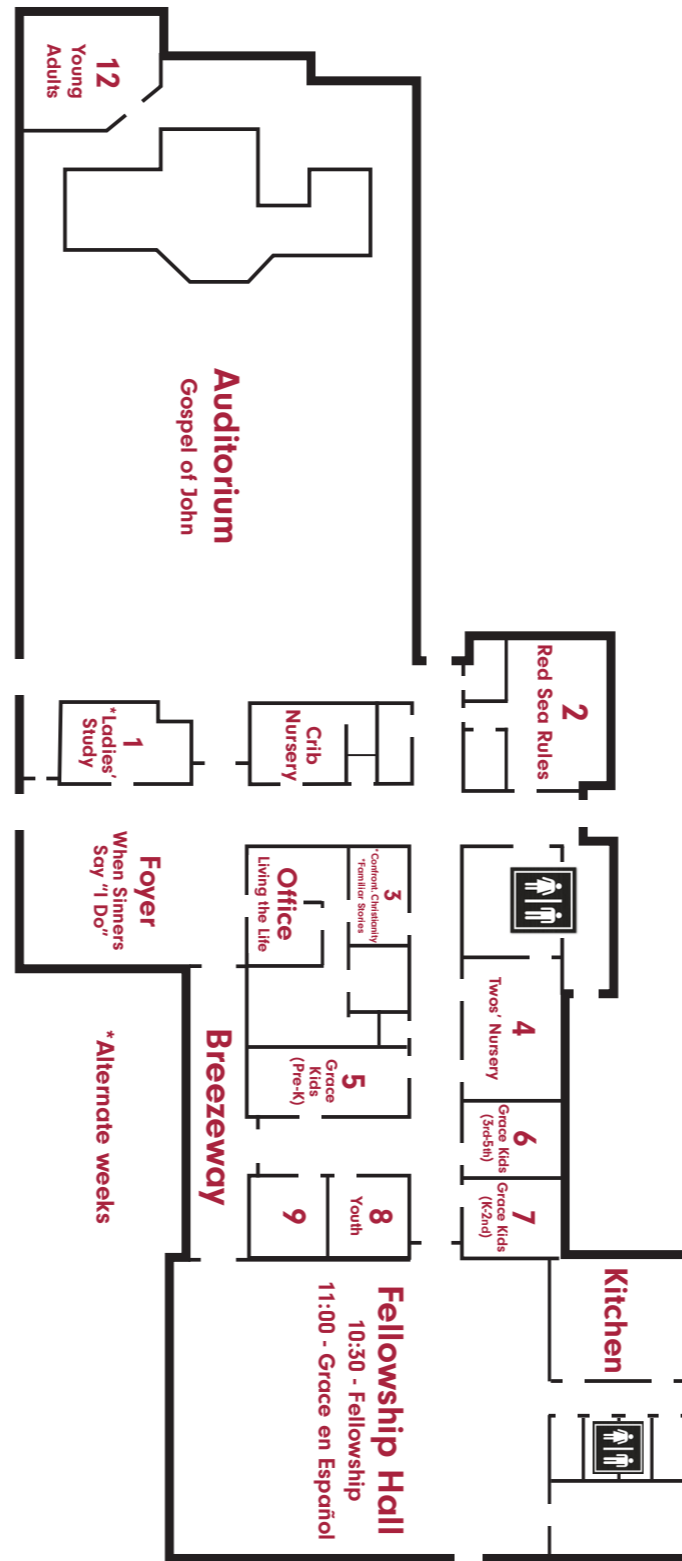 12
Young
Adults
Auditorium
Gospel of John
2
Red Sea Rules
1
*Ladies'
Study
Crib
Nursery
Foyer
When Sinners
Say "I Do"
Office
Living the Life
3
*Confront. Christianity
*Familiar Stories
4
Twos' Nursery
Breezeway
*Alternate weeks
5
Grace
Kids
(Pre-K)
6
Grace Kids
(3rd-5th)
7
Grace Kids
(K-2nd)
8
Youth
9
Kitchen
Fellowship Hall
10:30 - Fellowship
11:00 - Grace en Español